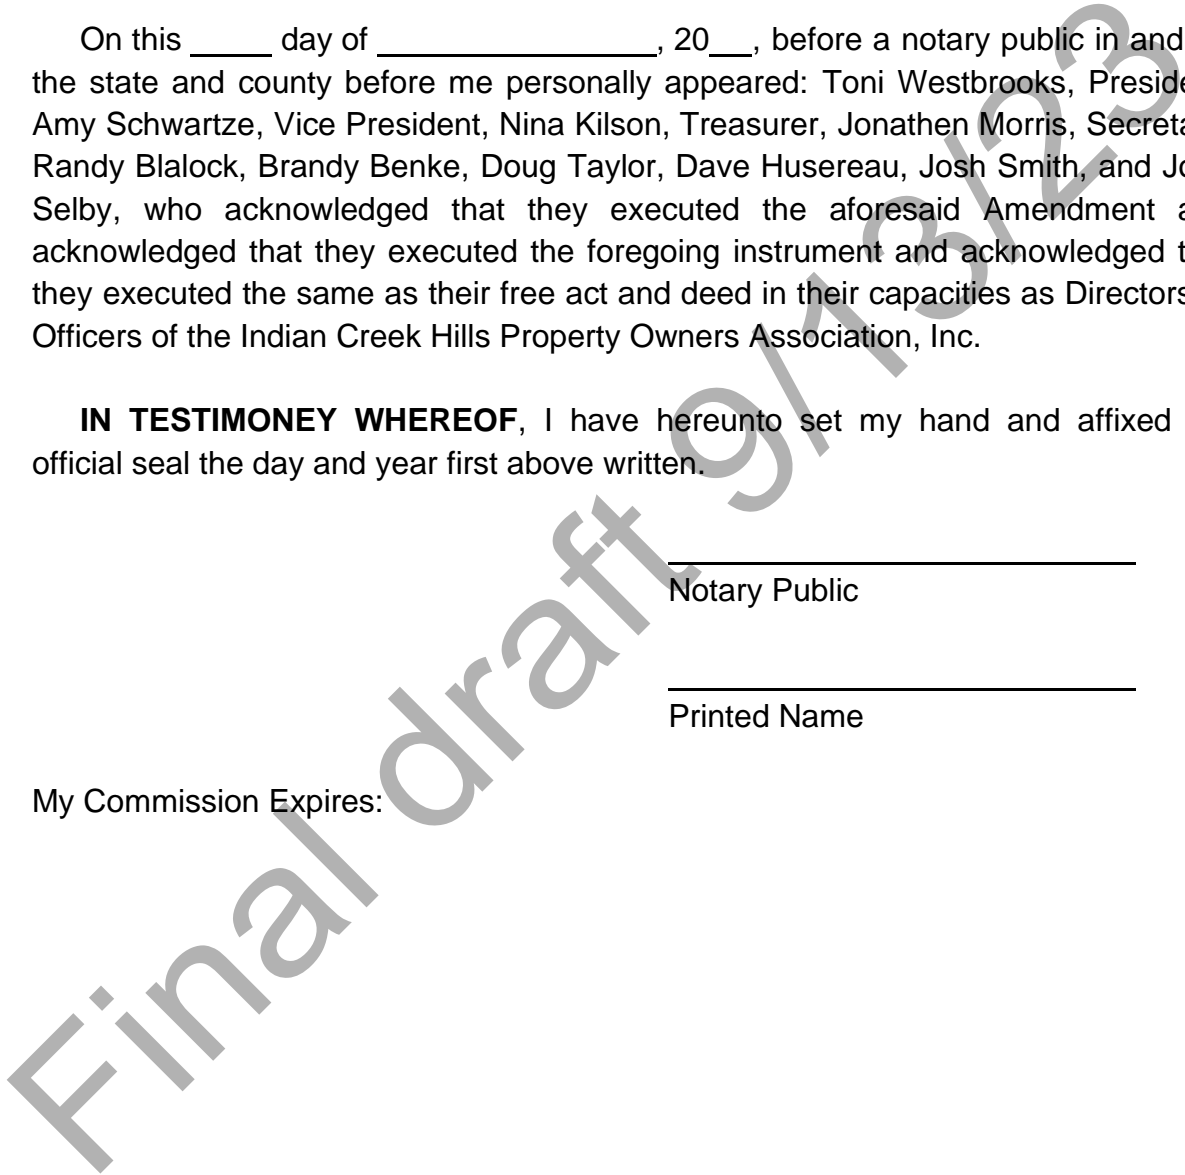 On this _____ day of _________________, 20___, before a notary public in and
the state and county before me personally appeared: Toni Westbrooks, Preside
Amy Schwartze, Vice President, Nina Kilson, Treasurer, Jonathen Morris, Secreta
Randy Blalock, Brandy Benke, Doug Taylor, Dave Husereau, Josh Smith, and Jo
Selby, who acknowledged that they executed the aforesaid Amendment a
acknowledged that they executed the foregoing instrument and acknowledged t
they executed the same as their free act and deed in their capacities as Directors
Officers of the Indian Creek Hills Property Owners Association, Inc.
IN TESTIMONEY WHEREOF, I have hereunto set my hand and affixed
official seal the day and year first above written.
Notary Public
Printed Name
My Commission Expires:
Final draft 9/13/23